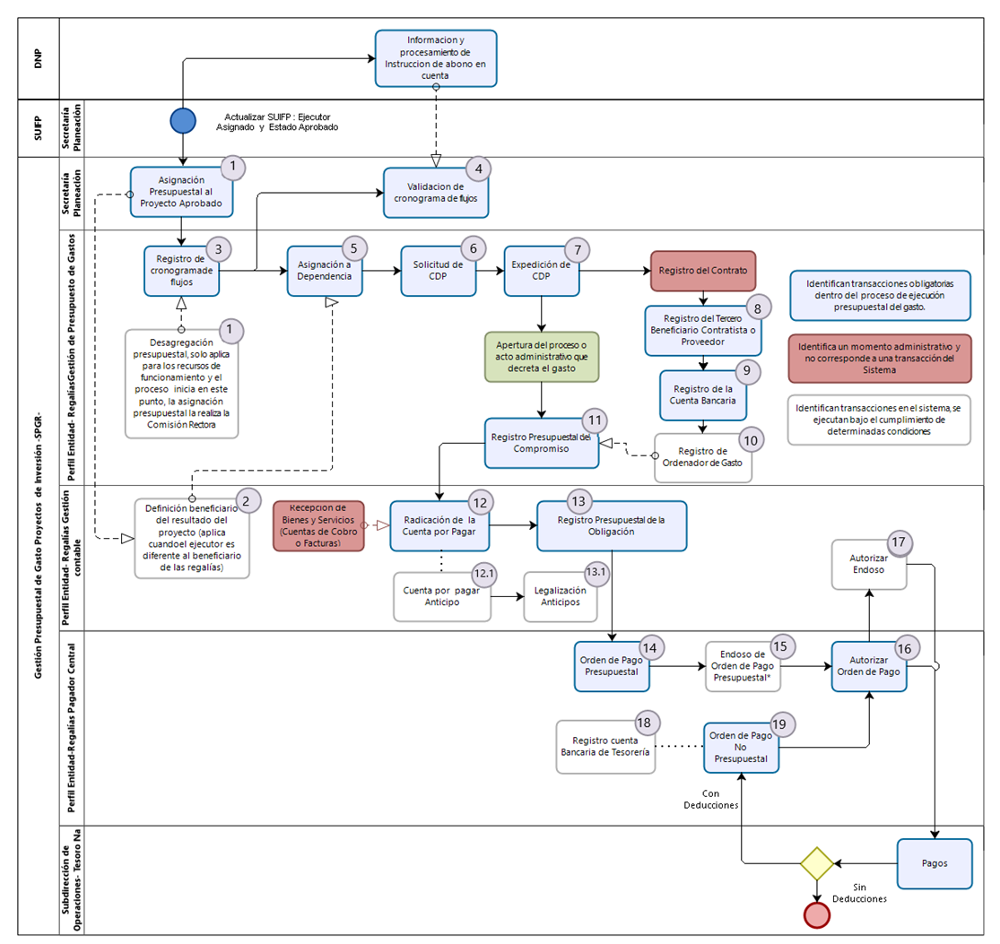 DNP
Informacion y
procesamiento de
Instruccion de abono en
cuenta
SUIFP
Secretaría
Planeación
Actualizar SUIFP : Ejecutor
Asignado y Estado Aprobado
Gestión Presupuestal de Gasto Proyectos de Inversión -SPGR-
Secretaría
Planeación
1
Asignación
Presupuestal al
Proyecto Aprobado
4
Validacion de
cronograma de flujos
Perfil Entidad- RegaliasGestión de Presupuesto de Gastos
3
Registro de
cronogramade
flujos
5
Asignación a
Dependencia
6
Solicitud de
CDP
7
Expedición de
CDP
Registro del Contrato
Identifican transacciones obligatorias
dentro del proceso de ejecución
presupuestal del gasto.
8
Registro del Tercero
Beneficiario Contratista o
Proveedor
1
Desagregación
presupuestal, solo aplica
para los recursos de
funcionamiento y el
proceso inicia en este
punto, la asignación
presupuestal la realiza la
Comisión Rectora
Apertura del proceso o
acto administrativo que
decreta el gasto
Identifica un momento administrativo y
no corresponde a una transacción del
Sistema
9
Registro de la
Cuenta Bancaria
Identifican transacciones en el sistema, se
ejecutan bajo el cumplimiento de
determinadas condiciones
11
Registro Presupuestal del
Compromiso
10
Registro de
Ordenador de Gasto
Perfil Entidad- Regalías Gestión
contable
2
Definición beneficiario
del resultado del
proyecto (aplica
cuandoel ejecutor es
diferente al beneficiario
de las regalías)
Recepcion de
Bienes y Servicios
(Cuentas de Cobro
o Facturas)
12
Radicación de la
Cuenta por Pagar
13
Registro Presupuestal de la
Obligación
17
Autorizar
Endoso
12.1
Cuenta por pagar
Anticipo
13.1
Legalización
Anticipos
Perfil Entidad-Regalías Pagador Central
14
Orden de Pago
Presupuestal
15
Endoso de
Orden de Pago
Presupuestal*
16
Autorizar
Orden de Pago
18
Registro cuenta
Bancaria de Tesorería
19
Orden de Pago
No
Presupuestal
Con
Deducciones
Subdirección de
Operaciones- Tesoro Na
Pagos
Sin
Deducciones